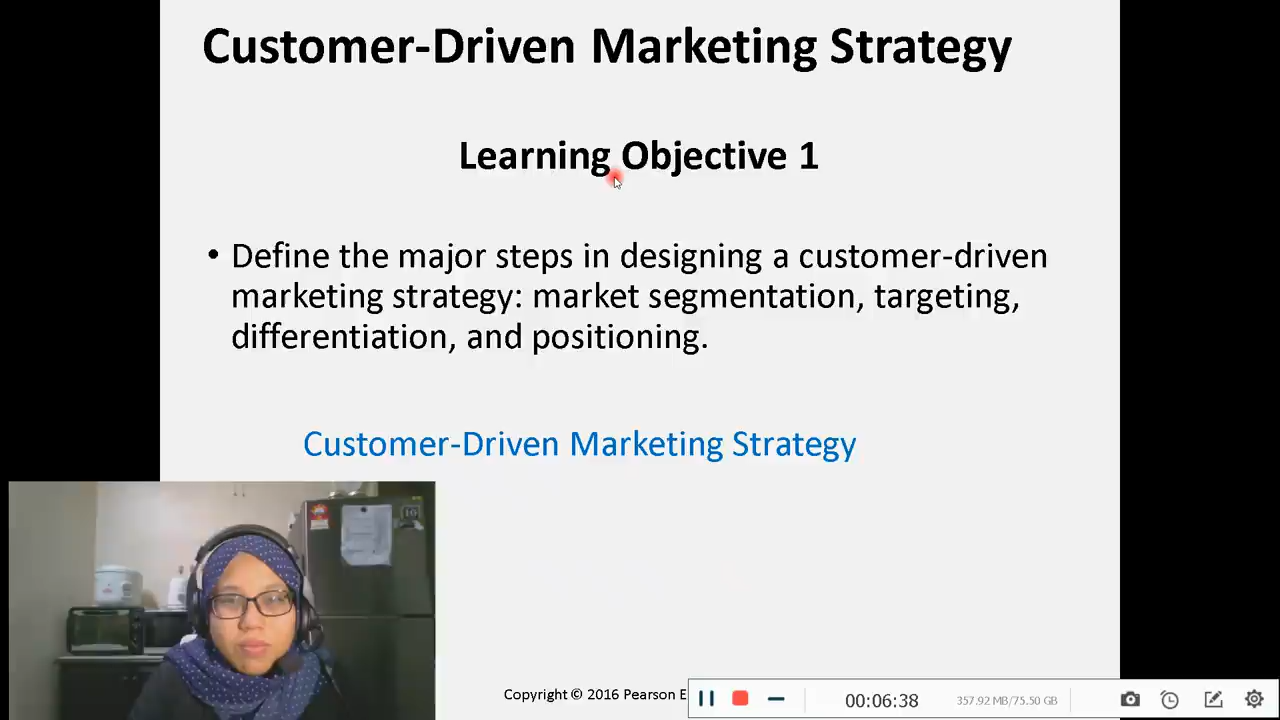 Customer-Driven Marketing Strategy
Learning Objective 1
• Define the major steps in designing a customer-driven
marketing strategy: market segmentation, targeting,
differentiation, and positioning.
Customer-Driven Marketing Strategy
Copyright © 2016 Pearson E
00:06:38
357.92 MB/75.50 GB